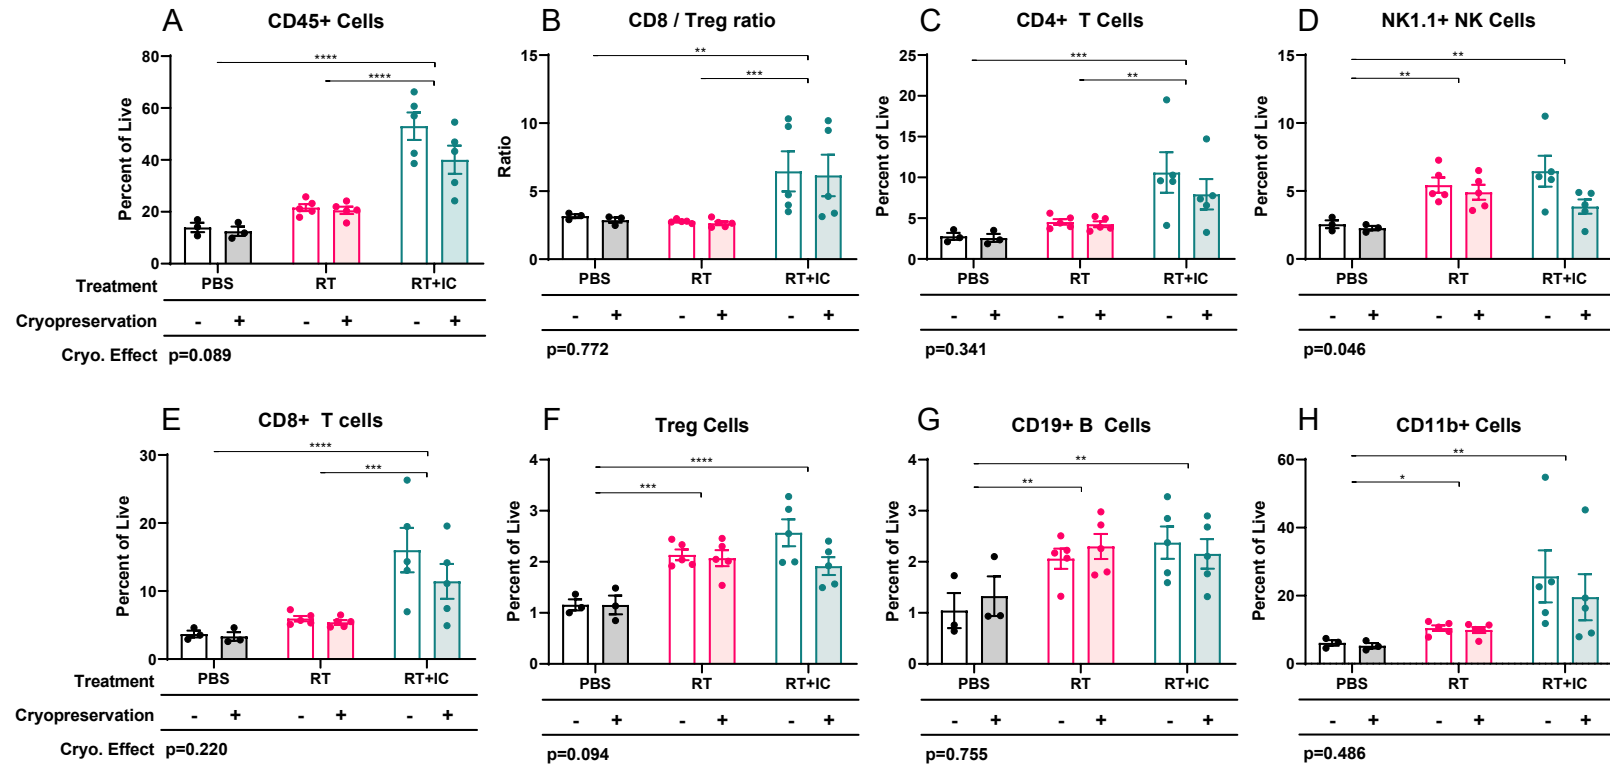 A CD45+ Cells
B CD8 / Treg ratio
C CD4+ T Cells
D NK1.1+ NK Cells
****
****
**
***
***
**
**
**
Percent of Live
80
60
40
20
0
Ratio
15
10
5
0
Percent of Live
25
20
15
10
5
0
Percent of Live
15
10
5
0
Treatment PBS RT RT+IC PBS RT RT+IC PBS RT RT+IC PBS RT RT+IC
Cryopreservation - + - + - + - + - + - + - + - + - + - + - + - +
Cryo. Effect p=0.089 p=0.772 p=0.341 p=0.046
E CD8+ T cells
F Treg Cells
G CD19+ B Cells
H CD11b+ Cells
****
***
****
***
**
**
**
*
Percent of Live
30
20
10
0
Percent of Live
4
3
2
1
0
Percent of Live
4
3
2
1
0
Percent of Live
60
40
20
0
Treatment PBS RT RT+IC PBS RT RT+IC PBS RT RT+IC PBS RT RT+IC
Cryopreservation - + - + - + - + - + - + - + - + - + - + - + - +
Cryo. Effect p=0.220 p=0.094 p=0.755 p=0.486